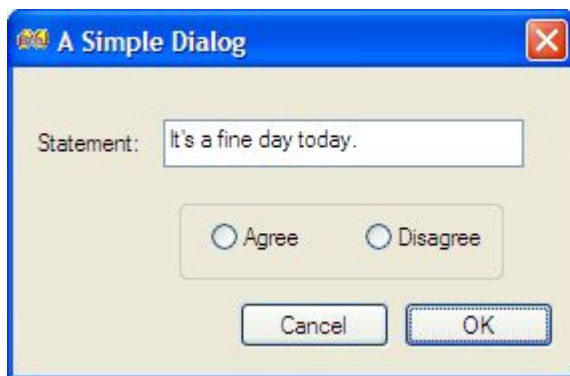 A Simple Dialog
Statement: It's a fine day today.
Agree Disagree
Cancel OK